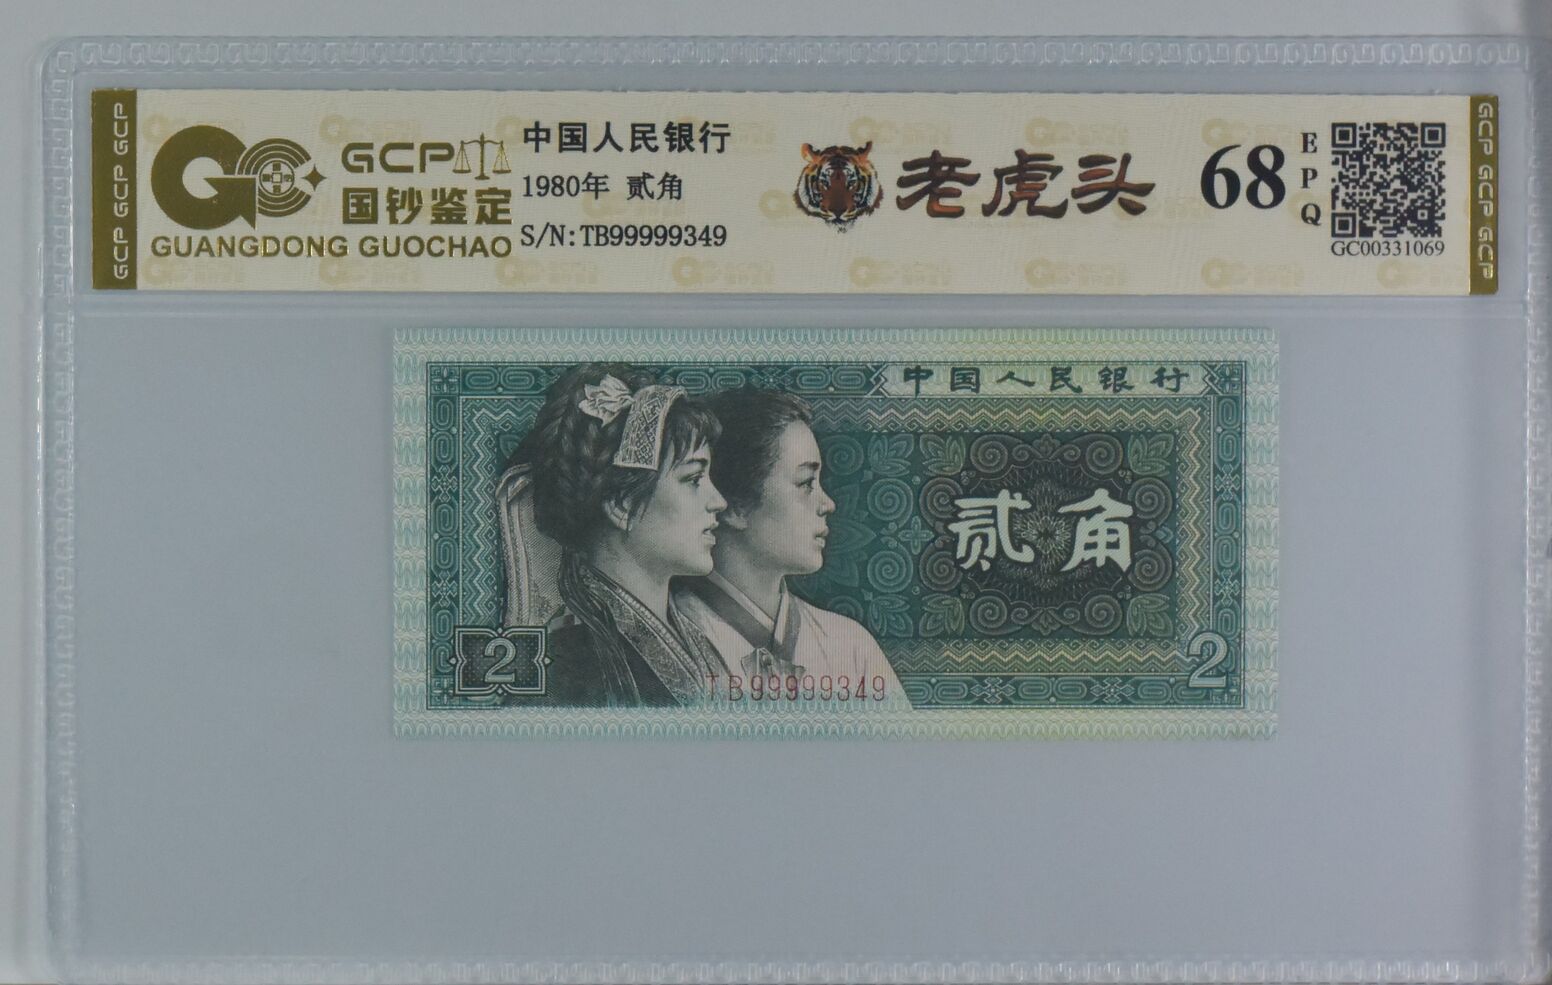 GCP GCP GCP
GCP
国钞鉴定
GUANGDONG GUOCHAO
中国人民银行
1980年 贰角
S/N:TB99999349
老虎头
68
EPQ
GC00331069
GCP GCP GCP
中国人民银行
贰角
2
2
TB99999349